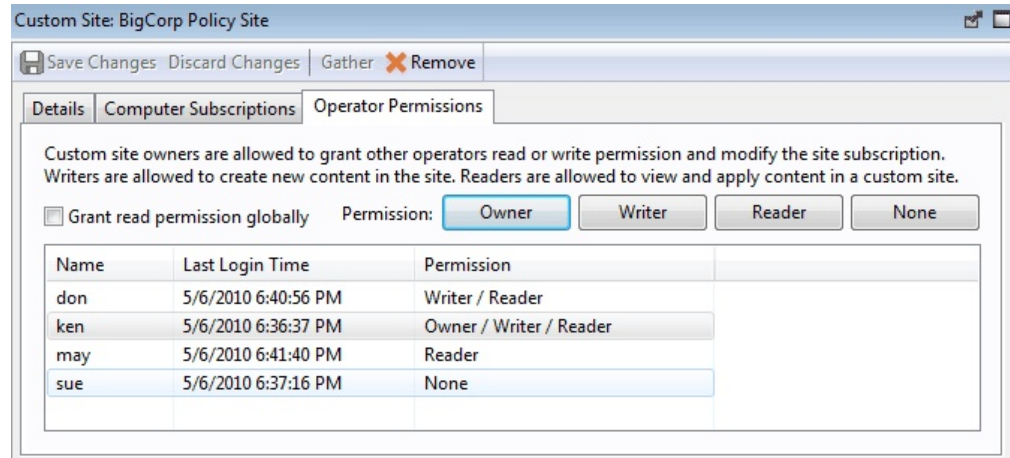 Custom Site: BigCorp Policy Site
Save Changes Discard Changes Gather Remove
Details Computer Subscriptions Operator Permissions
Custom site owners are allowed to grant other operators read or write permission and modify the site subscription.
Writers are allowed to create new content in the site. Readers are allowed to view and apply content in a custom site.
Grant read permission globally Permission: Owner Writer Reader None
Name Last Login Time Permission
don 5/6/2010 6:40:56 PM Writer / Reader
ken 5/6/2010 6:36:37 PM Owner / Writer / Reader
may 5/6/2010 6:41:40 PM Reader
sue 5/6/2010 6:37:16 PM None